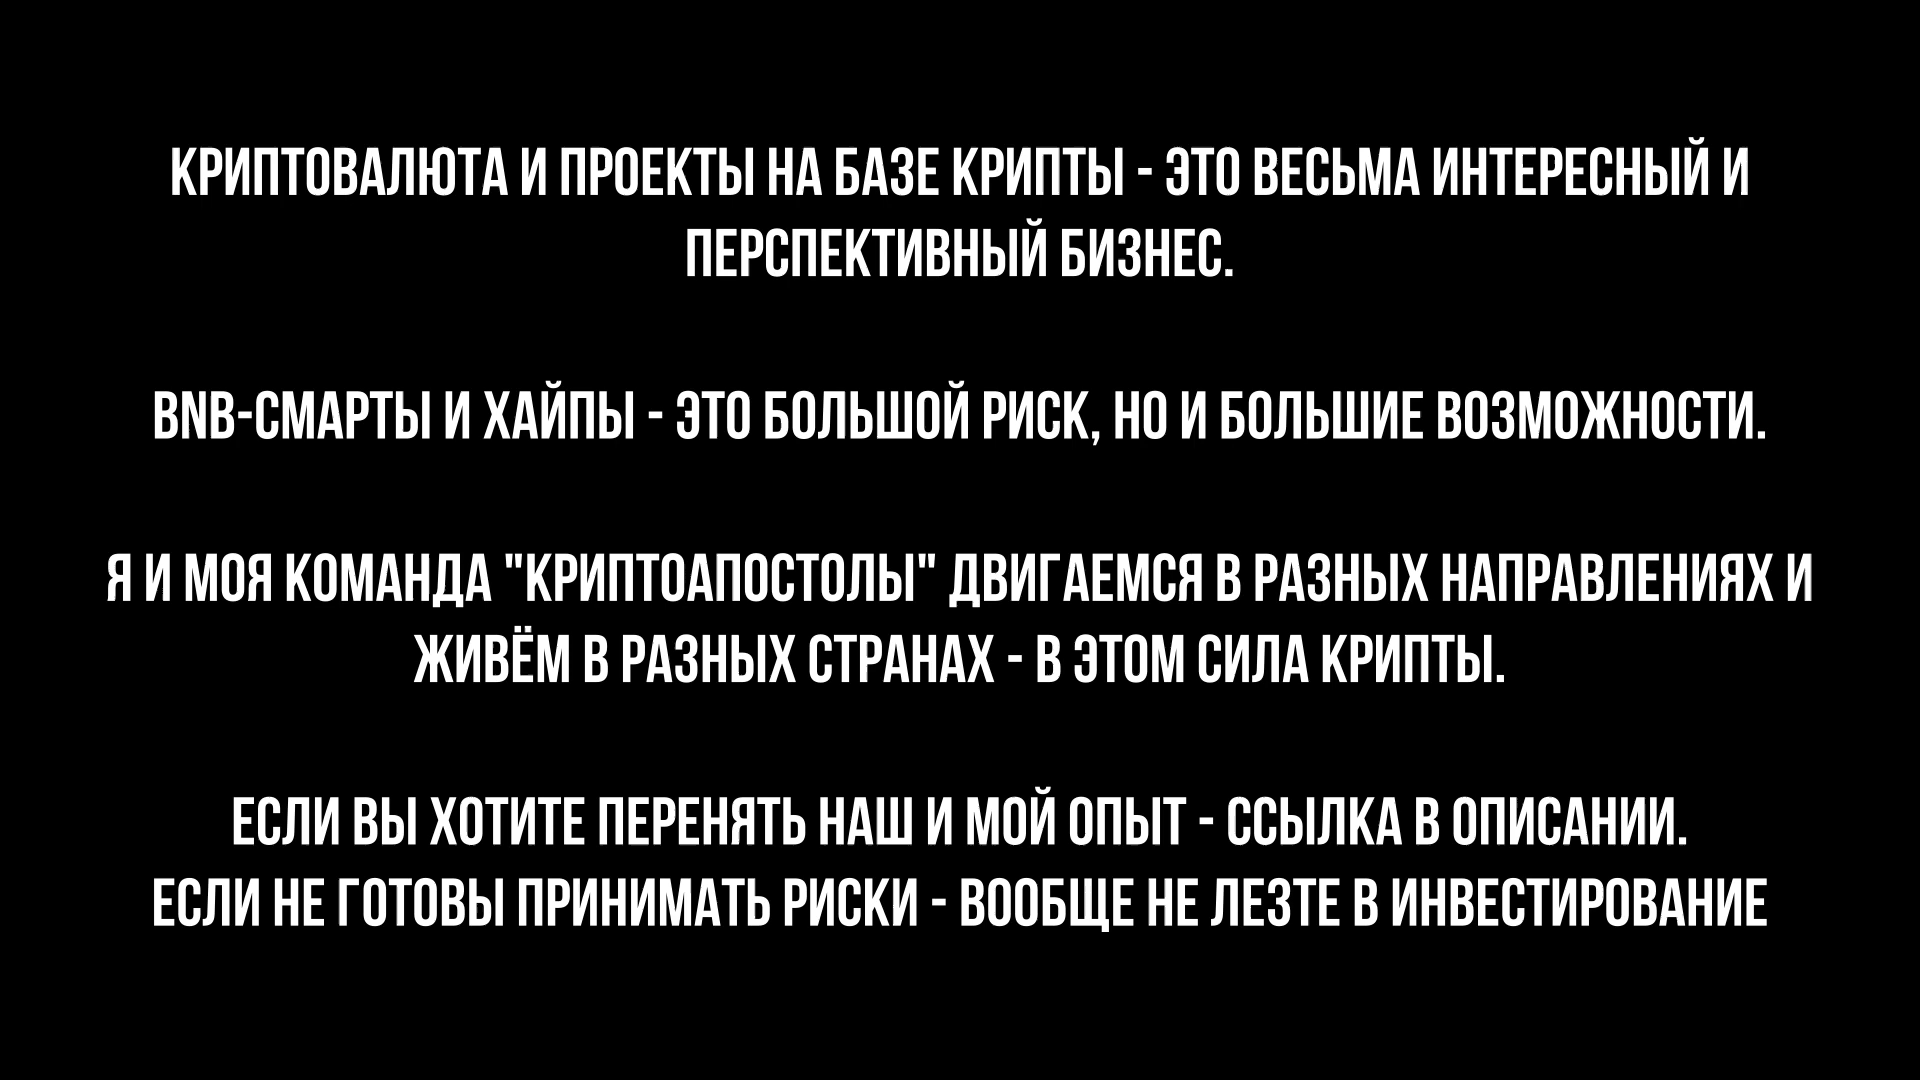 КРИПТОВАЛЮТА И ПРОЕКТЫ НА БАЗЕ КРИПТЫ - ЭТО ВЕСЬМА ИНТЕРЕСНЫЙ И
ПЕРСПЕКТИВНЫЙ БИЗНЕС.
BNB-СМАРТЫ И ХАЙПЫ - ЭТО БОЛЬШОЙ РИСК, НО И БОЛЬШИЕ ВОЗМОЖНОСТИ.
Я И МОЯ КОМАНДА "КРИПТОАПОСТОЛЫ" ДВИГАЕМСЯ В РАЗНЫХ НАПРАВЛЕНИЯХ И
ЖИВЁМ В РАЗНЫХ СТРАНАХ - В ЭТОМ СИЛА КРИПТЫ.
ЕСЛИ ВЫ ХОТИТЕ ПЕРЕНЯТЬ НАШ И МОЙ ОПЫТ - ССЫЛКА В ОПИСАНИИ.
ЕСЛИ НЕ ГОТОВЫ ПРИНИМАТЬ РИСКИ - ВООБЩЕ НЕ ЛЕЗТЕ В ИНВЕСТИРОВАНИЕ